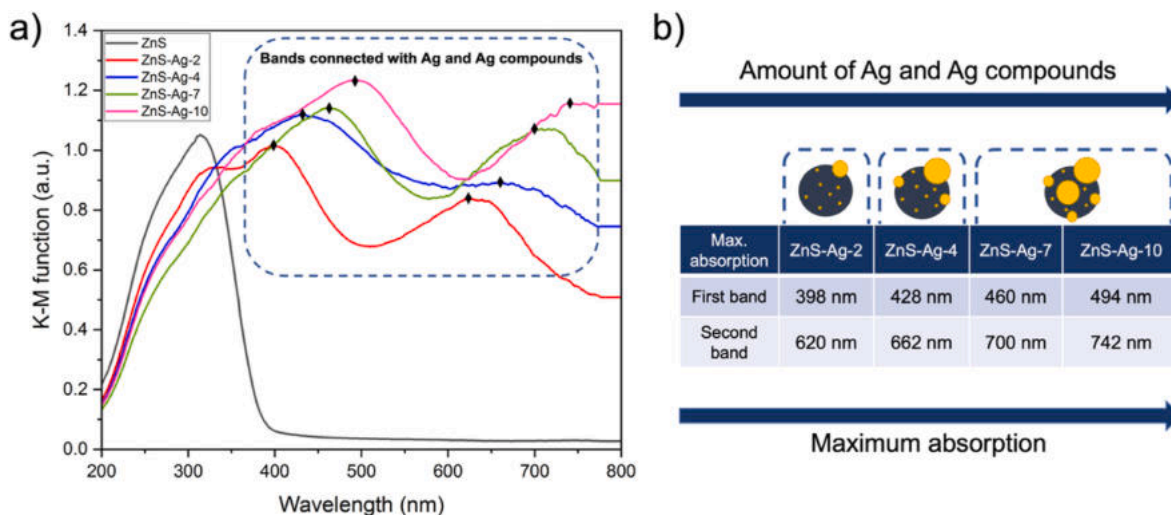 a)
ZnS
ZnS-Ag-2
ZnS-Ag-4
ZnS-Ag-7
ZnS-Ag-10
Bands connected with Ag and Ag compounds
K-M function (a.u.)
1.4
1.2
1.0
0.8
0.6
0.4
0.2
0.0
200 300 400 500 600 700 800
Wavelength (nm)
b)
Amount of Ag and Ag compounds
Max. absorption ZnS-Ag-2 ZnS-Ag-4 ZnS-Ag-7 ZnS-Ag-10
First band 398 nm 428 nm 460 nm 494 nm
Second band 620 nm 662 nm 700 nm 742 nm
Maximum absorption